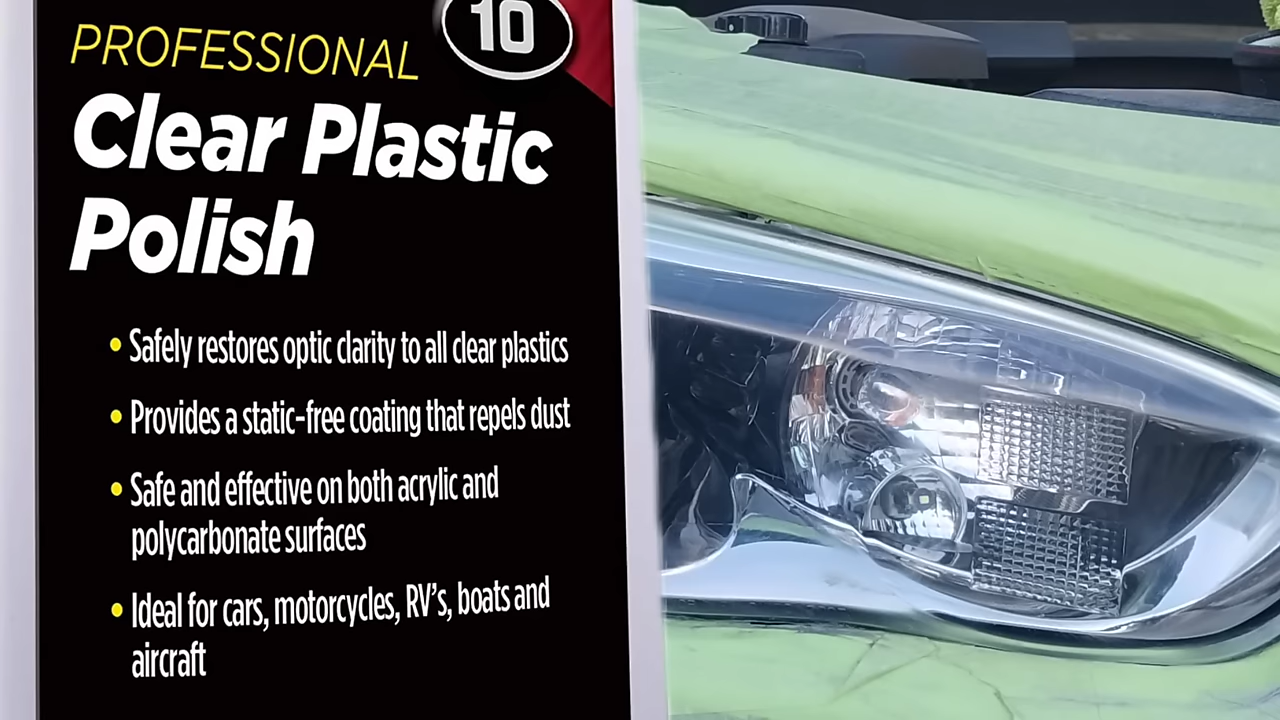 10
PROFESSIONAL
Clear Plastic
Polish
• Safely restores optic clarity to all clear plastics
• Provides a static-free coating that repels dust
• Safe and effective on both acrylic and
polycarbonate surfaces
• Ideal for cars, motorcycles, RV's, boats and
aircraft